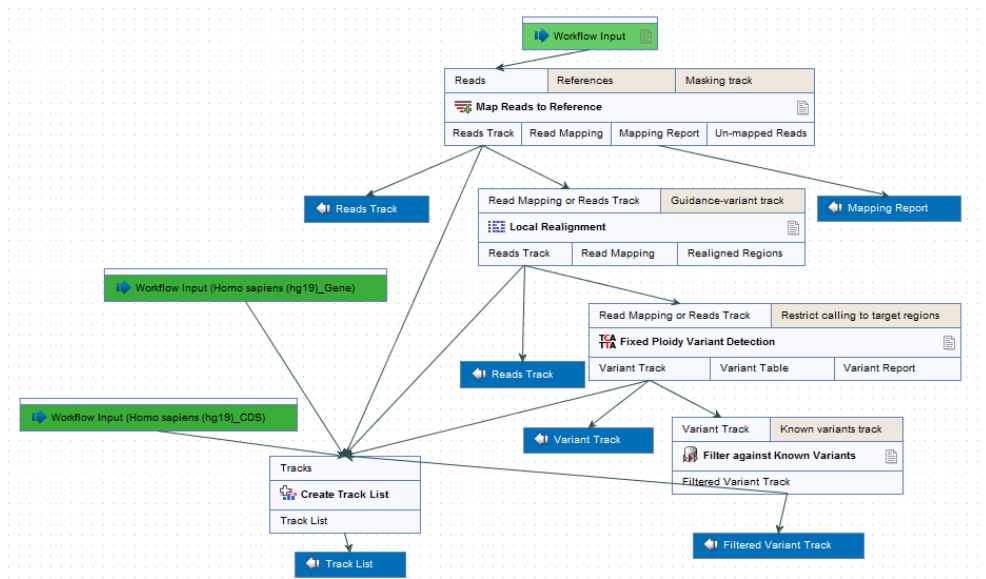 Workflow Input
Reads References Masking track
Map Reads to Reference
Reads Track Read Mapping Mapping Report Un-mapped Reads
Reads Track
Mapping Report
Read Mapping or Reads Track Guidance-variant track
Local Realignment
Reads Track Read Mapping Realigned Regions
Workflow Input (Homo sapiens (hg19)_Gene)
Read Mapping or Reads Track Restrict calling to target regions
TCA
TTA
Fixed Ploidy Variant Detection
Variant Track Variant Table Variant Report
Reads Track
Workflow Input (Homo sapiens (hg19)_CDS)
Variant Track
Variant Track Known variants track
Filter against Known Variants
Filtered Variant Track
Tracks
Create Track List
Track List
Filtered Variant Track
Track List